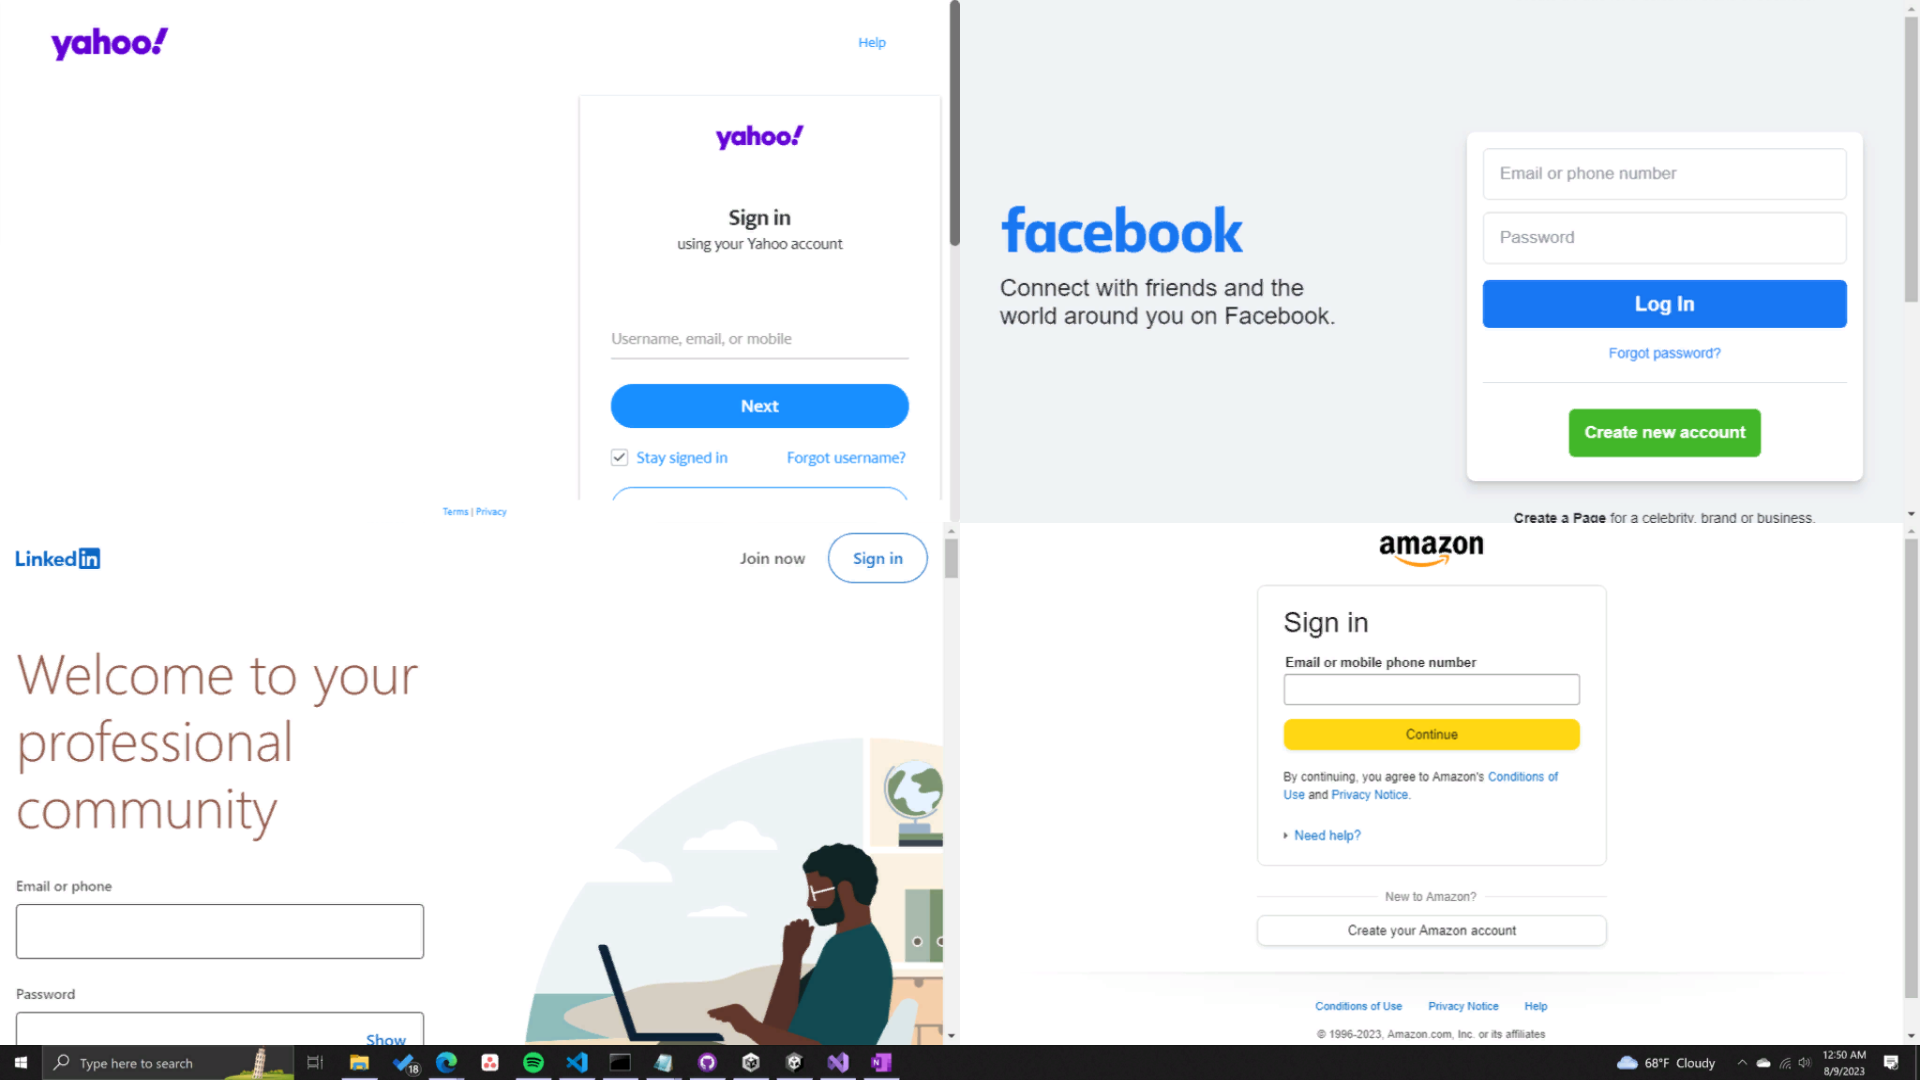 yahoo!
Help
yahoo!
Sign in
using your Yahoo account
Username, email, or mobile
Next
Stay signed in
Forgot username?
Terms | Privacy
facebook
Connect with friends and the
world around you on Facebook.
Email or phone number
Password
Log In
Forgot password?
Create new account
Create a Page for a celebrity, brand or business.
Linked in
Join now
Sign in
Welcome to your
professional
community
Email or phone
Password
Show
amazon
Sign in
Email or mobile phone number
Continue
By continuing, you agree to Amazon's Conditions of
Use and Privacy Notice.
Need help?
New to Amazon?
Create your Amazon account
Conditions of Use Privacy Notice Help
© 1996-2023, Amazon.com, Inc. or its affiliates
Type here to search
18
N
68°F Cloudy
12:50 AM
8/9/2023